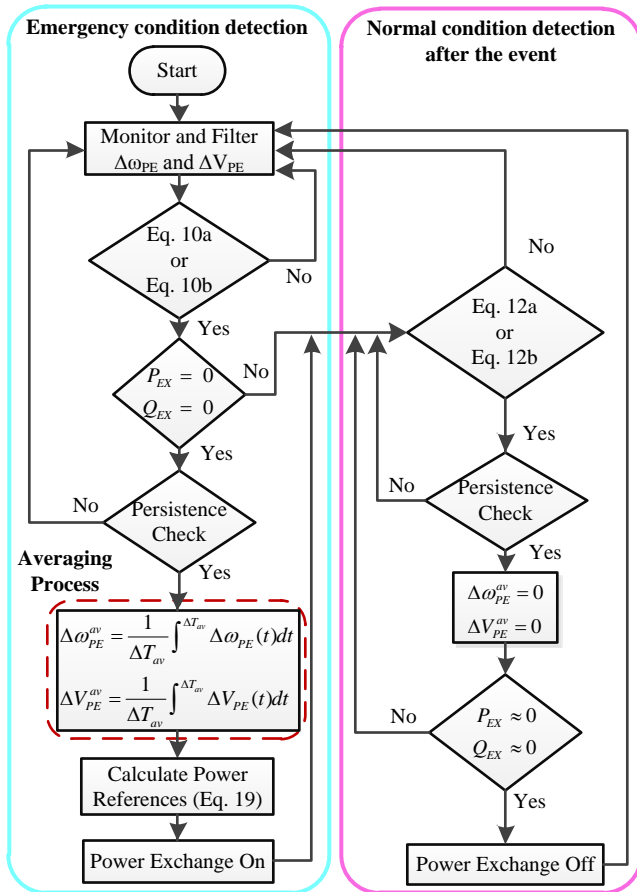 Emergency condition detection
Start
Monitor and Filter
Δω_PE and ΔV_PE
Eq. 10a
or
Eq. 10b
No
Yes
P_EX = 0
Q_EX = 0
No
Yes
Persistence
Check
No
Yes
Averaging
Process
Δω_PE^av = 1/ΔT_av ∫^ΔT_av Δω_PE(t)dt
ΔV_PE^av = 1/ΔT_av ∫^ΔT_av ΔV_PE(t)dt
Calculate Power
References (Eq. 19)
Power Exchange On
Normal condition detection
after the event
No
Eq. 12a
or
Eq. 12b
Yes
No
Persistence
Check
Yes
Δω_PE^av = 0
ΔV_PE^av = 0
No
P_EX ≈ 0
Q_EX ≈ 0
Yes
Power Exchange Off